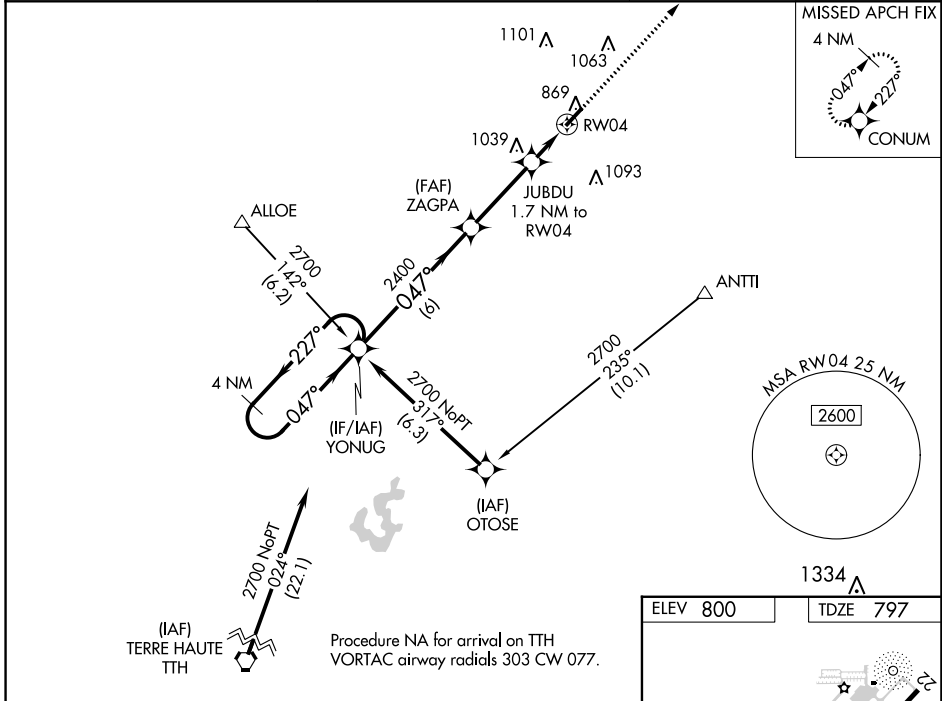 MISSED APCH FIX
4 NM
047°
227°
CONUM
1101
1063
869
RW04
1039
1093
JUBDU
1.7 NM to
RW04
(FAF)
ZAGPA
ALLOE
2700
142°
(6.2)
2400
047°
(6)
ANTTI
2700
235°
(10.1)
227°
047°
4 NM
(IF/IAF)
YONUG
2700 NoPT
317°
(6.3)
(IAF)
OTOSE
MSA RW04 25 NM
2600
2700 NoPT
024°
(22.1)
(IAF)
TERRE HAUTE
TTH
Procedure NA for arrival on TTH
VORTAC airway radials 303 CW 077.
1334
ELEV 800
TDZE 797
22